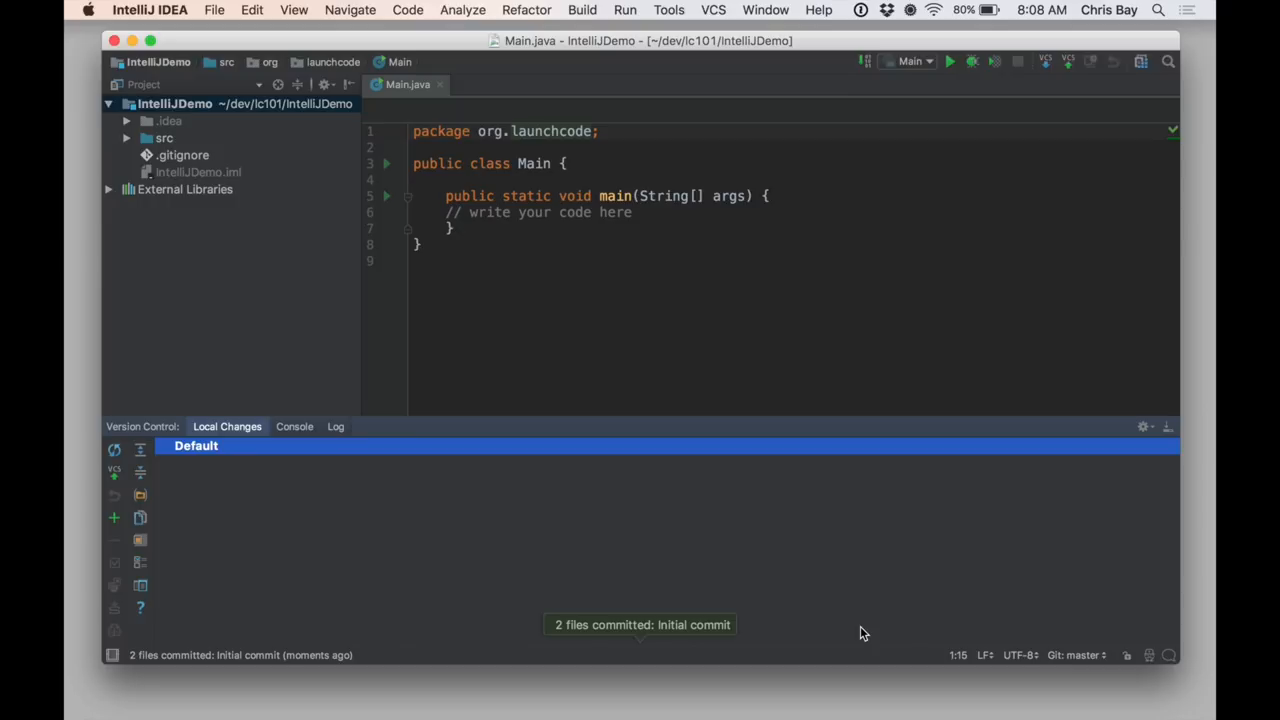 IntelliJ IDEA File Edit View Navigate Code Analyze Refactor Build Run Tools VCS Window Help 80% 8:08 AM Chris Bay
Main.java - IntelliJDemo - [~/dev/lc101/IntelliJDemo]
IntelliJDemo src org launchcode Main Main VCS VCS
Project Main.java
IntelliJDemo ~/dev/lc101/IntelliJDemo
.idea
src
.gitignore
IntelliJDemo.iml
External Libraries
1 package org.launchcode;
2
3 public class Main {
4
5 public static void main(String[] args) {
6 // write your code here
7 }
8 }
9
Version Control: Local Changes Console Log
Default
VCS
?
2 files committed: Initial commit
2 files committed: Initial commit (moments ago) 1:15 LF UTF-8 Git: master